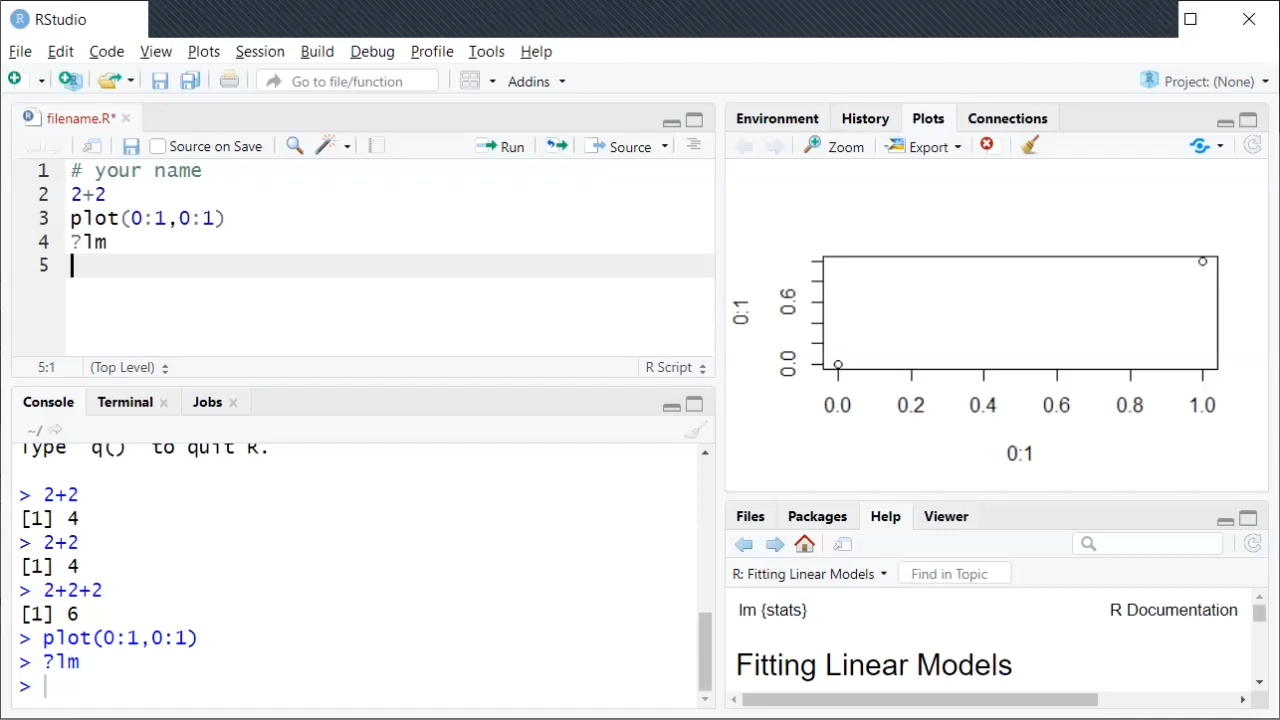 RStudio
File Edit Code View Plots Session Build Debug Profile Tools Help
Go to file/function Addins Project: (None)
filename.R*
Source on Save Run Source
1 # your name
2 2+2
3 plot(0:1,0:1)
4 ?lm
5
5:1 (Top Level) R Script
Console Terminal Jobs
~/
Type q() to quit R.
> 2+2
[1] 4
> 2+2
[1] 4
> 2+2+2
[1] 6
> plot(0:1,0:1)
> ?lm
>
Environment History Plots Connections
Zoom Export
0:1
0.6
0.0
0.0 0.2 0.4 0.6 0.8 1.0
0:1
Files Packages Help Viewer
R: Fitting Linear Models Find in Topic
lm {stats} R Documentation
Fitting Linear Models